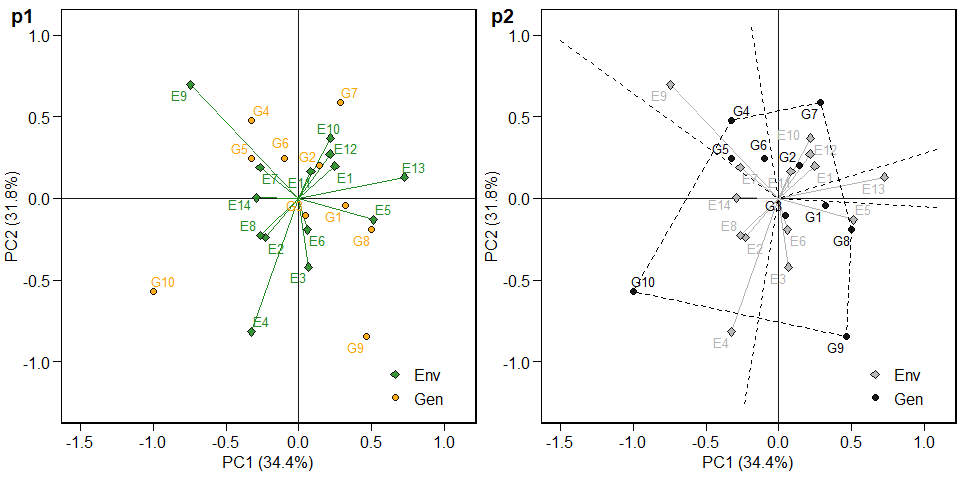 p1
1.0
0.5
0.0
-0.5
-1.0
PC2 (31.8%)
E9
G7
G4
E10
G6
E12
G5
G2
E7
E1
E13
E14
G1
E5
E8
E2
E6
G8
E3
G10
E4
G9
Env
Gen
-1.5 -1.0 -0.5 0.0 0.5 1.0
PC1 (34.4%)
p2
1.0
0.5
0.0
-0.5
-1.0
PC2 (31.8%)
E9
G4
G7
E10
G6
E12
G5
G2
E7
E1
E13
E14
G3
G1
E5
E8
E2
E6
G8
E3
G10
E4
G9
Env
Gen
-1.5 -1.0 -0.5 0.0 0.5 1.0
PC1 (34.4%)